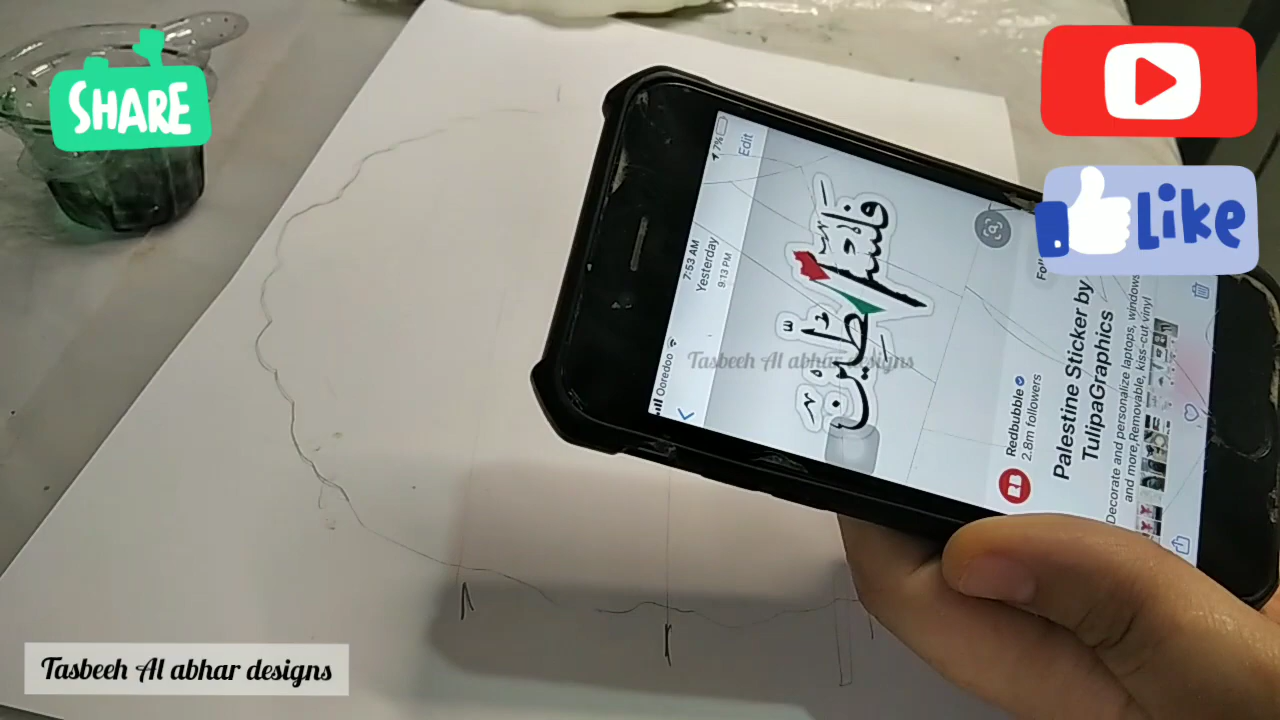 SHARE
Like
7%
Edit
7:53 AM
Yesterday
9:13 PM
Ooredoo
فلسطين
Tasbeeh Al abhar designs
Redbubble
2.8m followers
Palestine Sticker by
TulipaGraphics
Decorate and personalize laptops, windows,
and more,Removable, kiss-cut vinyl
Tasbeeh Al abhar designs